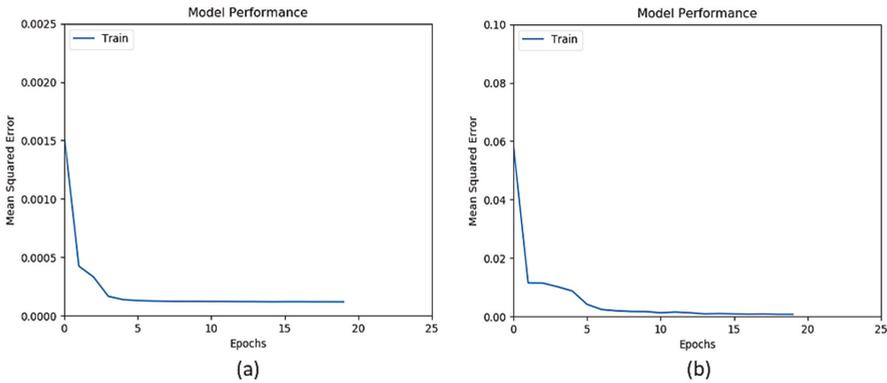 Model Performance
0.0025
0.0020
0.0015
0.0010
0.0005
0.0000
Mean Squared Error
Train
0 5 10 15 20 25
Epochs
(a)
Model Performance
0.10
0.08
0.06
0.04
0.02
0.00
Mean Squared Error
Train
0 5 10 15 20 25
Epochs
(b)